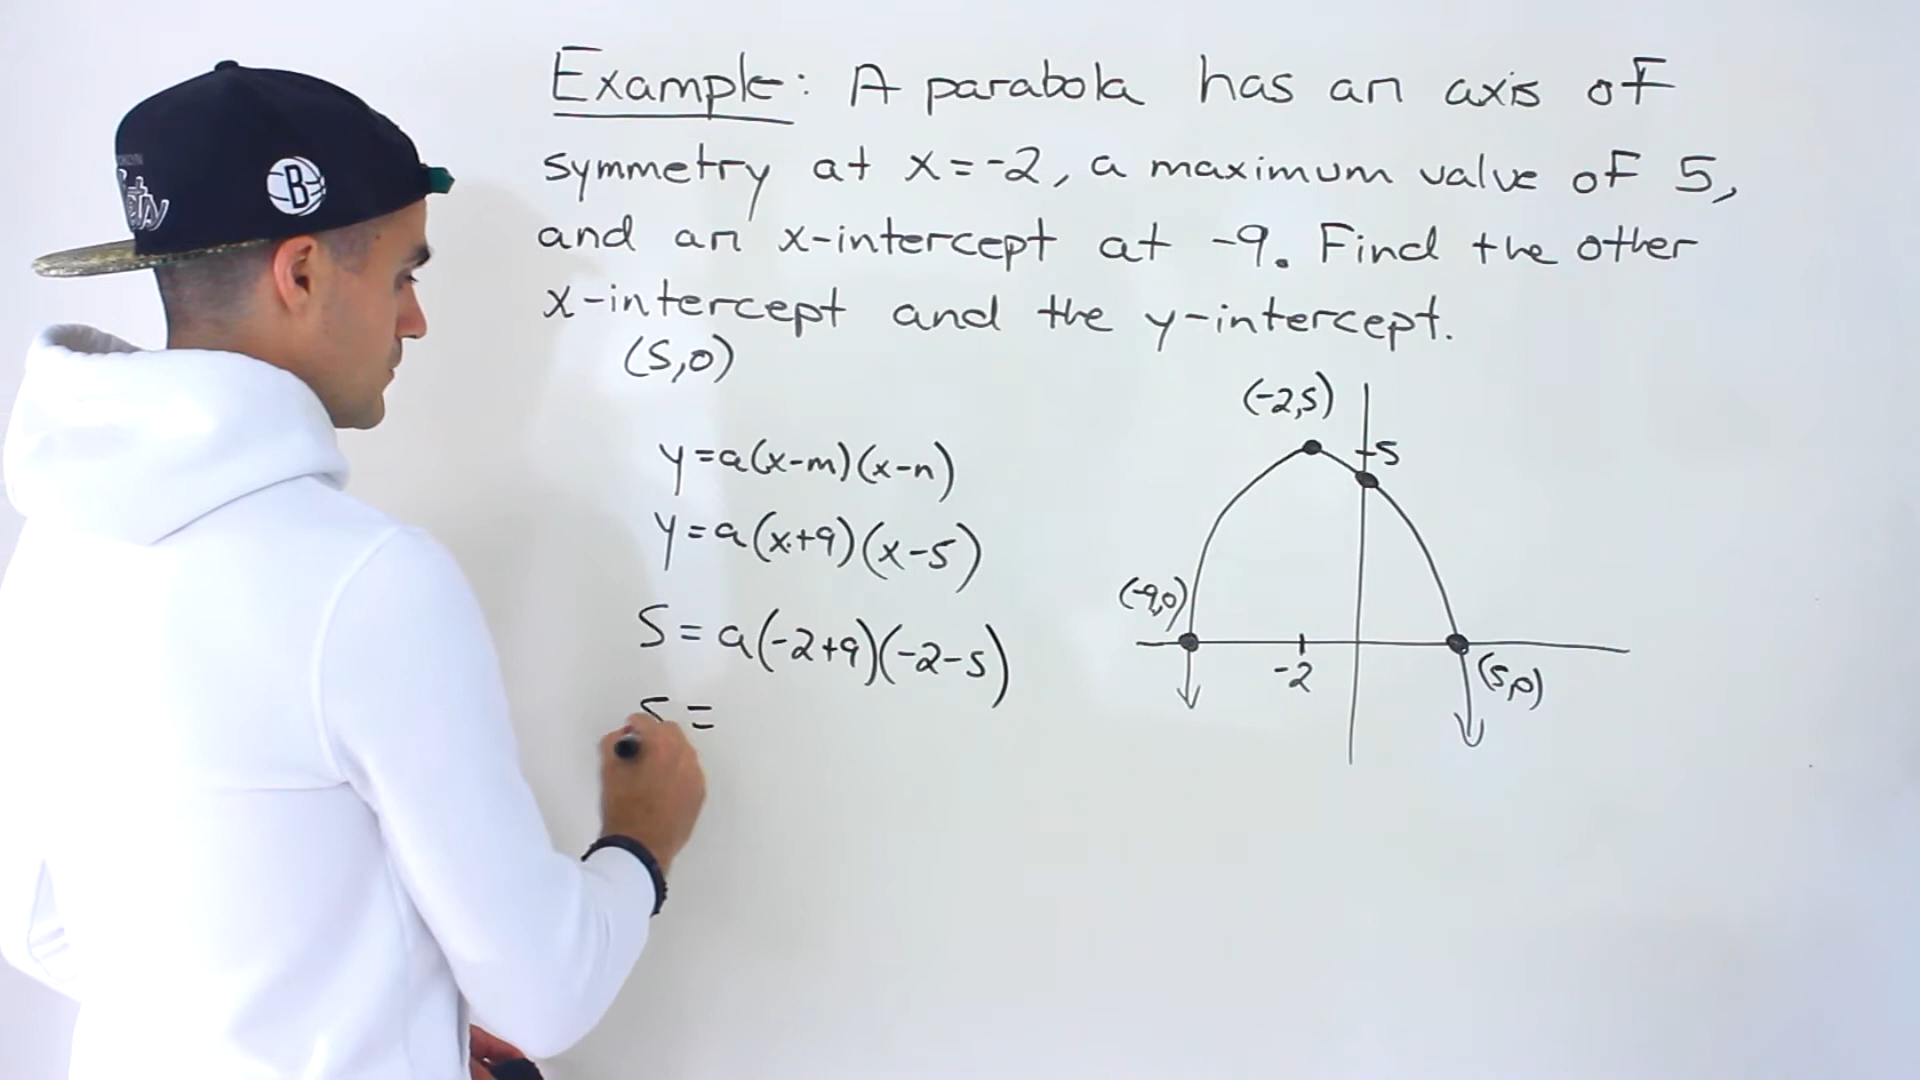 Example: A parabola has an axis of
symmetry at x=-2, a maximum value of 5,
and an x-intercept at -9. Find the other
x-intercept and the y-intercept.
(5,0)
y=a(x-m)(x-n)
y=a(x+9)(x-5)
5=a(-2+9)(-2-5)
5=
(-2,5)
5
(-9,0)
-2
(5,0)
B